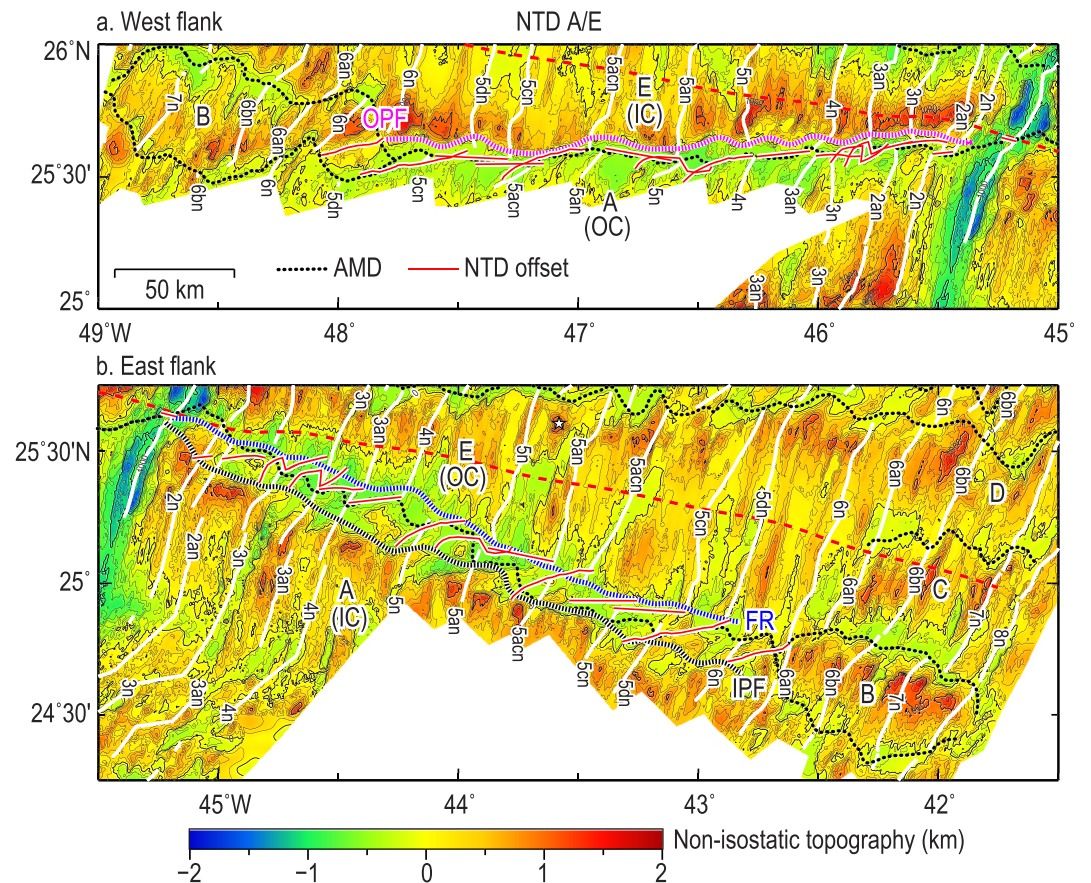 a. West flank
NTD A/E
26˚N
25˚30'
25˚
7n
B
6bn
6an
6n
6an
6n
OPF
5dn
5cn
5acn
E
(IC)
5an
5n
4n
3an
3n
2an
2n
6bn
6n
5dn
5cn
5acn
5an
A
(OC)
5n
4n
3an
3n
2an
2n
3an
3n
AMD
NTD offset
50 km
49˚W
48˚
47˚
46˚
45˚
b. East flank
25˚30'N
25˚
24˚30'
3n
3an
4n
E
(OC)
5n
5an
5acn
5cn
5dn
6n
6an
6n
6bn
6bn
D
2n
2an
3n
3an
4n
A
(IC)
5n
5an
5acn
5cn
5dn
6n
FR
IPF
6an
6an
6bn
C
7n
8n
6bn
B
7n
3n
3an
4n
45˚W
44˚
43˚
42˚
Non-isostatic topography (km)
−2
−1
0
1
2